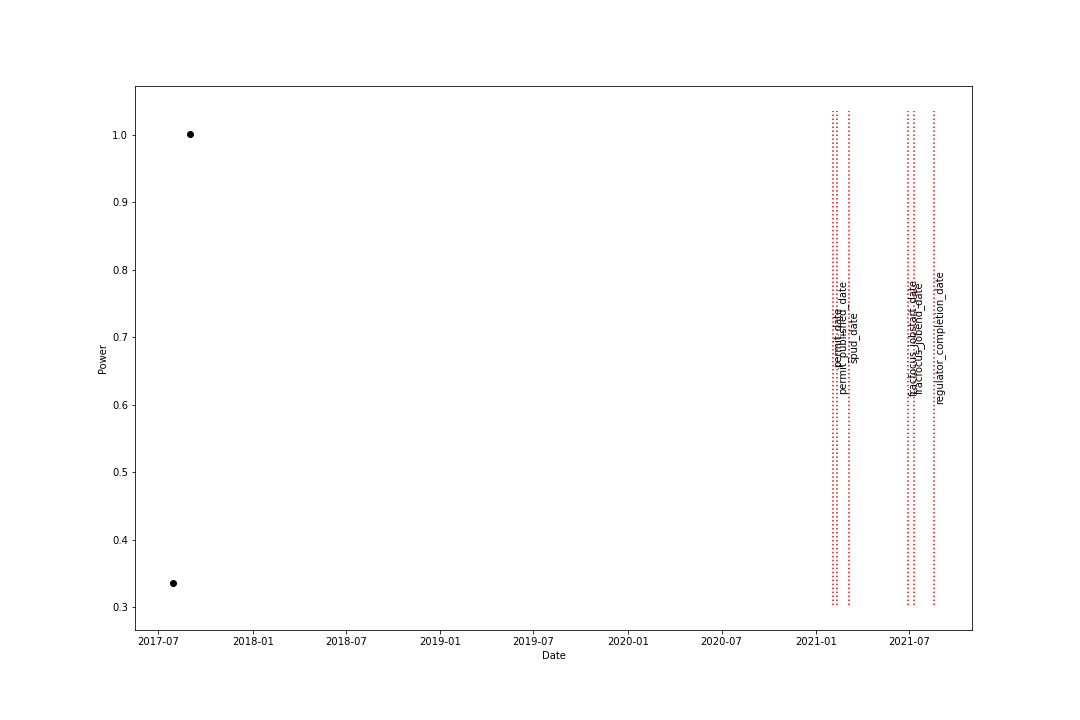 1.0
0.9
0.8
0.7
0.6
0.5
0.4
0.3
Power
permit_date
permit_published_date
spud_date
fracfocus_jobstart_date
fracfocus_jobend_date
regulator_completion_date
2017-07 2018-01 2018-07 2019-01 2019-07 2020-01 2020-07 2021-01 2021-07
Date